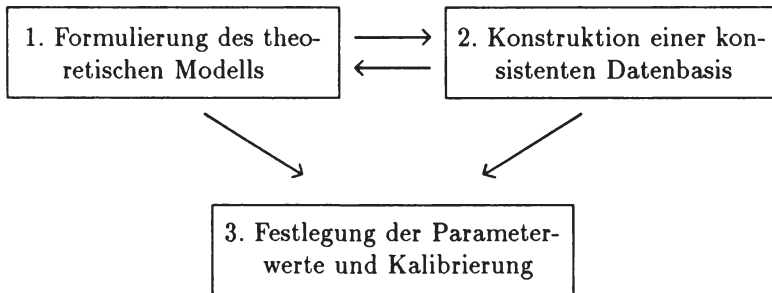 1. Formulierung des theo-
retischen Modells
2. Konstruktion einer kon-
sistenten Datenbasis
3. Festlegung der Parameter-
werte und Kalibrierung